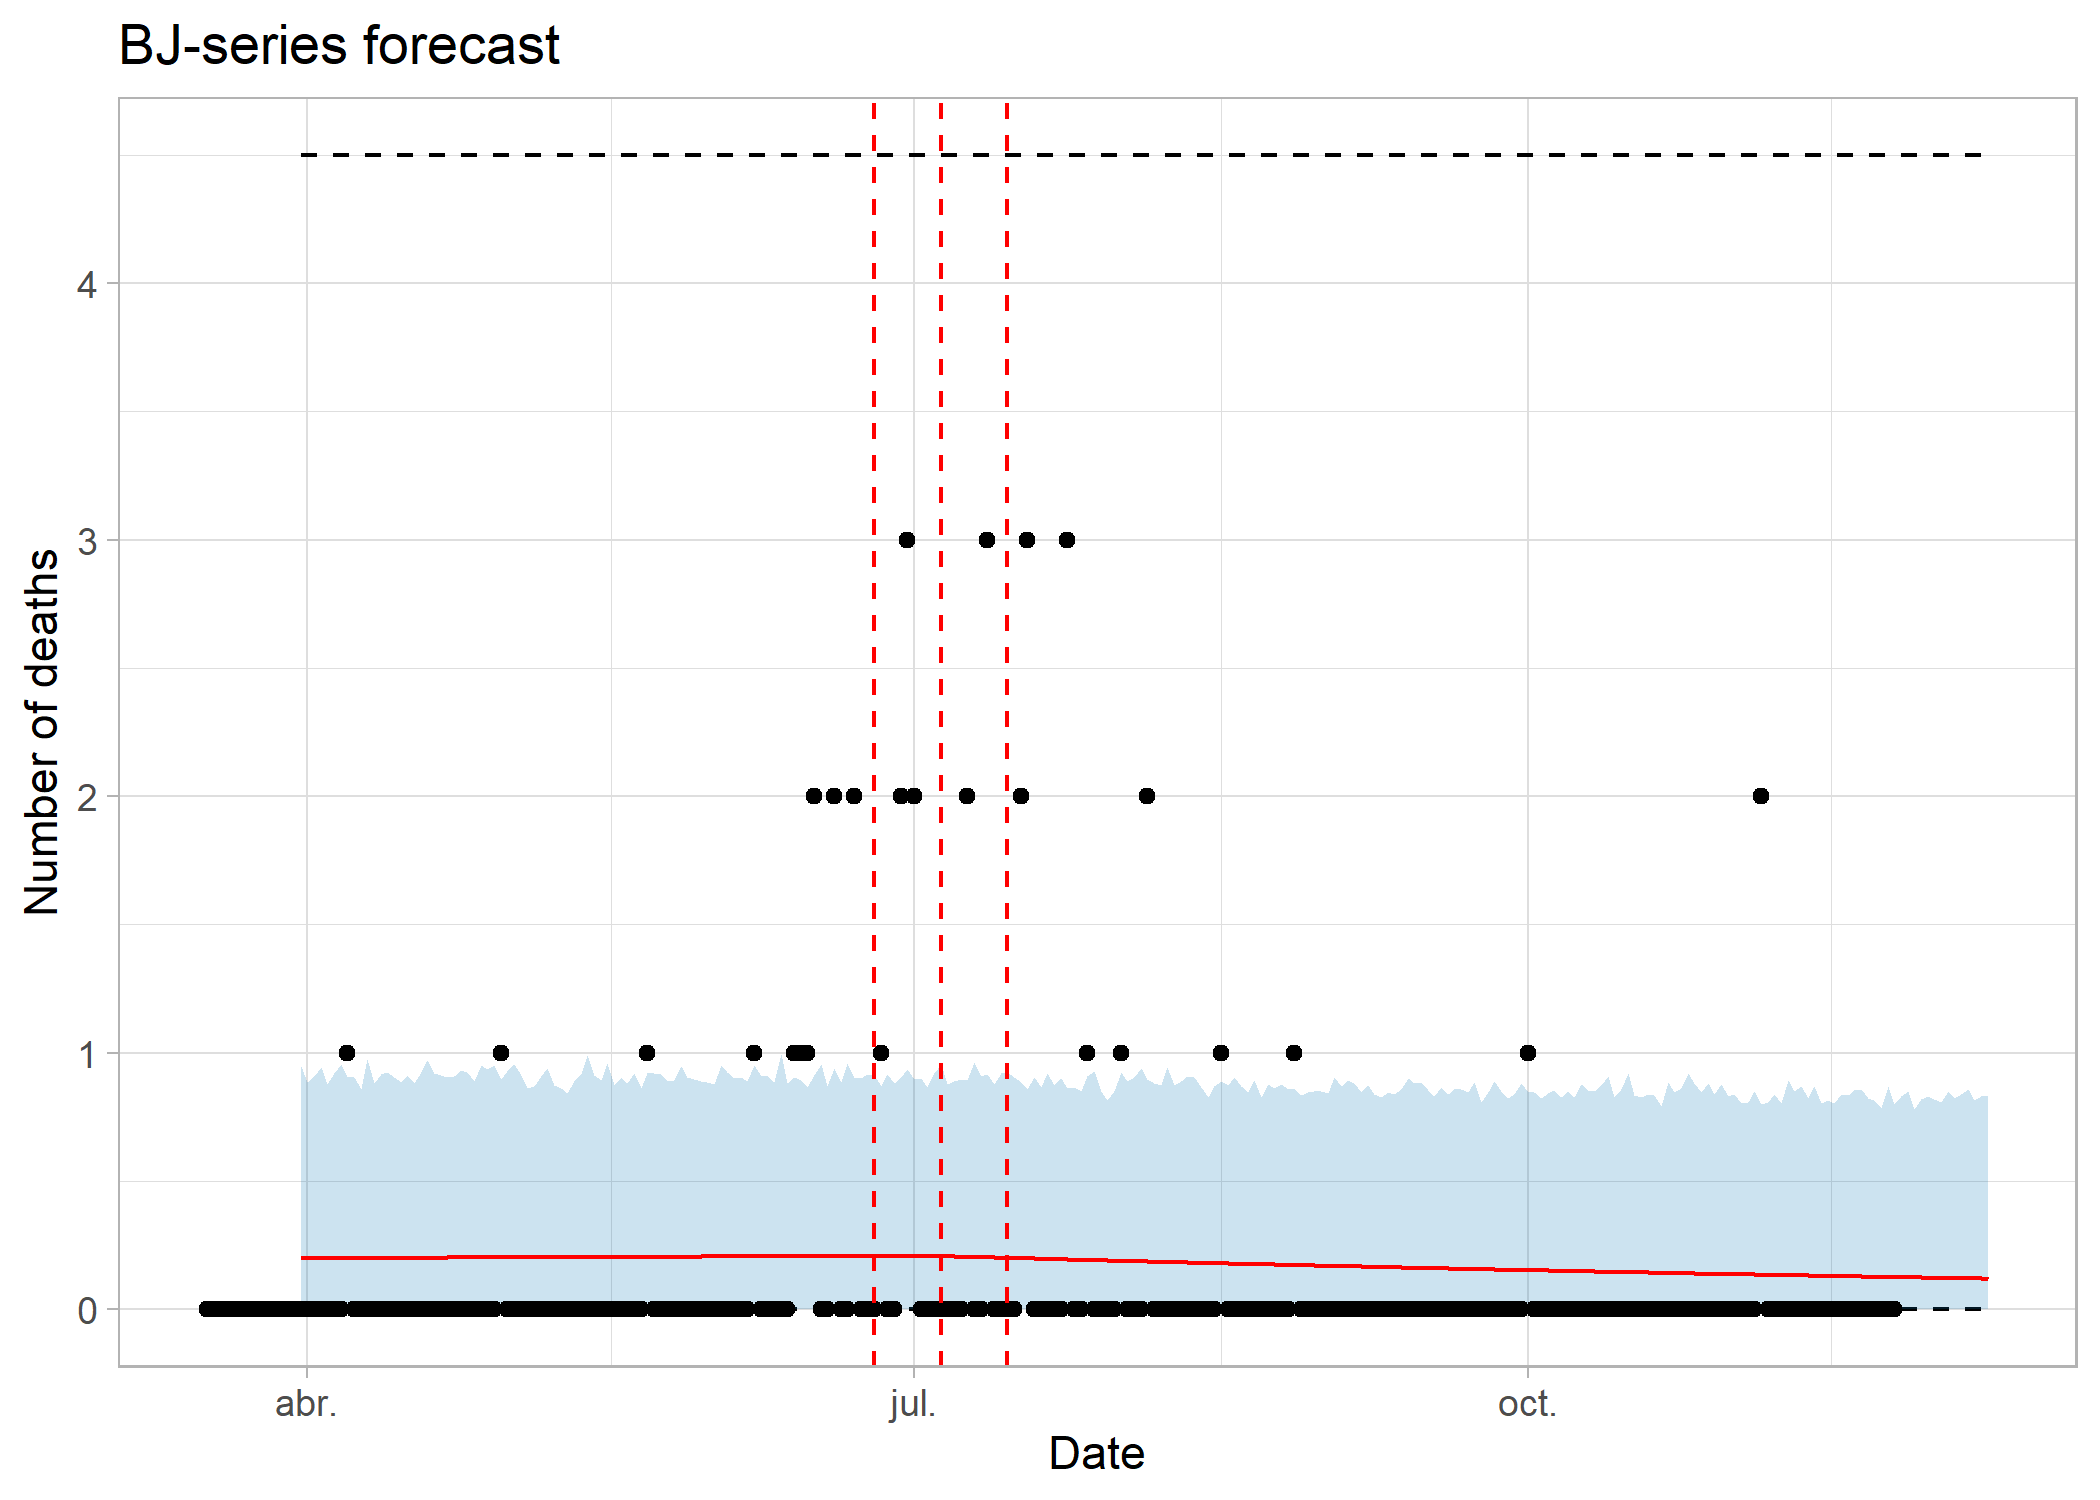 BJ-series forecast
Number of deaths
4
3
2
1
0
abr.
jul.
oct.
Date